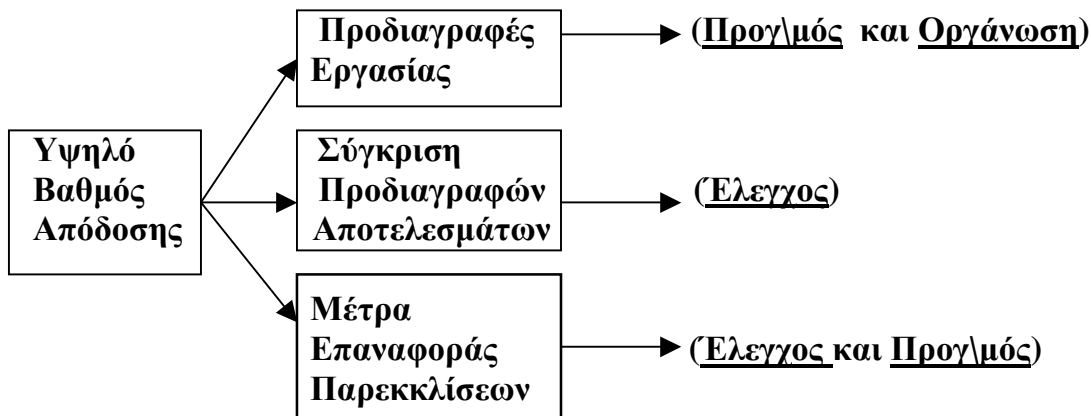 Προδιαγραφές
Εργασίας
(Προγ\μός και Οργάνωση)
Υψηλό
Βαθμός
Απόδοσης
Σύγκριση
Προδιαγραφών
Αποτελεσμάτων
(Έλεγχος)
Μέτρα
Επαναφοράς
Παρεκκλίσεων
(Έλεγχος και Προγ\μός)